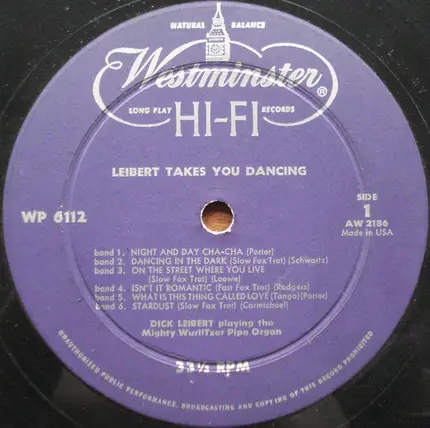 NATURAL BALANCE
Westminster®
LONG PLAY RECORDS
HI-FI
LEIBERT TAKES YOU DANCING
WP 6112
SIDE
1
AW 2186
Made in USA
band 1. NIGHT AND DAY CHA-CHA (Porter)
band 2. DANCING IN THE DARK (Slow Fox Trot) (Schwartz)
band 3. ON THE STREET WHERE YOU LIVE
(Slow Fox Trot) (Loewe)
band 4. ISN'T IT ROMANTIC (Fast Fox Trot) (Rodgers)
band 5. WHAT IS THIS THING CALLED LOVE (Tango) (Porter)
band 6. STARDUST (Slow Fox Trot) (Carmichael)
DICK LEIBERT playing the
Mighty WurliTzer Pipe Organ
33⅓ RPM
UNAUTHORIZED PUBLIC PERFORMANCE, BROADCASTING AND COPYING OF THIS RECORD PROHIBITED